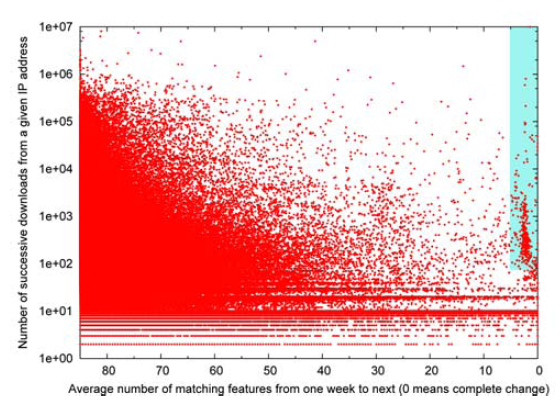 Number of successive downloads from a given IP address
1e+07
1e+06
1e+05
1e+04
1e+03
1e+02
1e+01
1e+00
80 70 60 50 40 30 20 10 0
Average number of matching features from one week to next (0 means complete change)